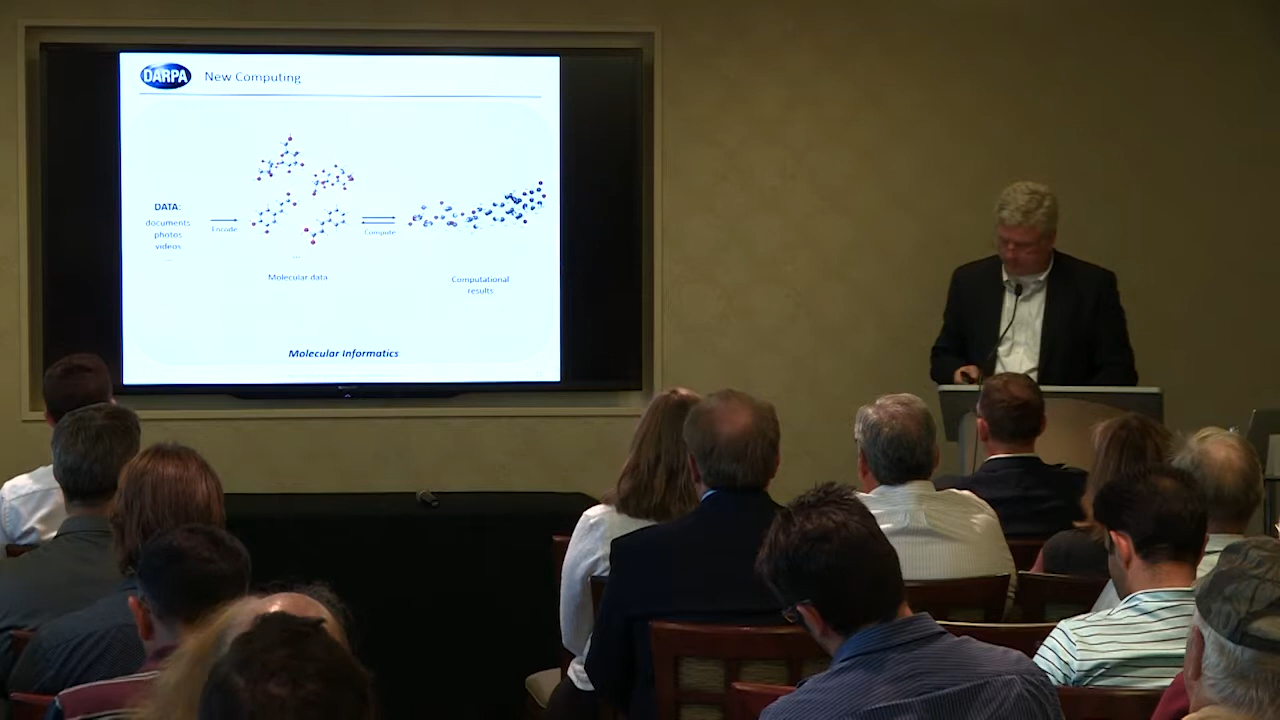 DARPA
New Computing
DATA:
documents
photos
videos
...
Encode
...
Molecular data
Compute
Computational
results
Molecular Informatics